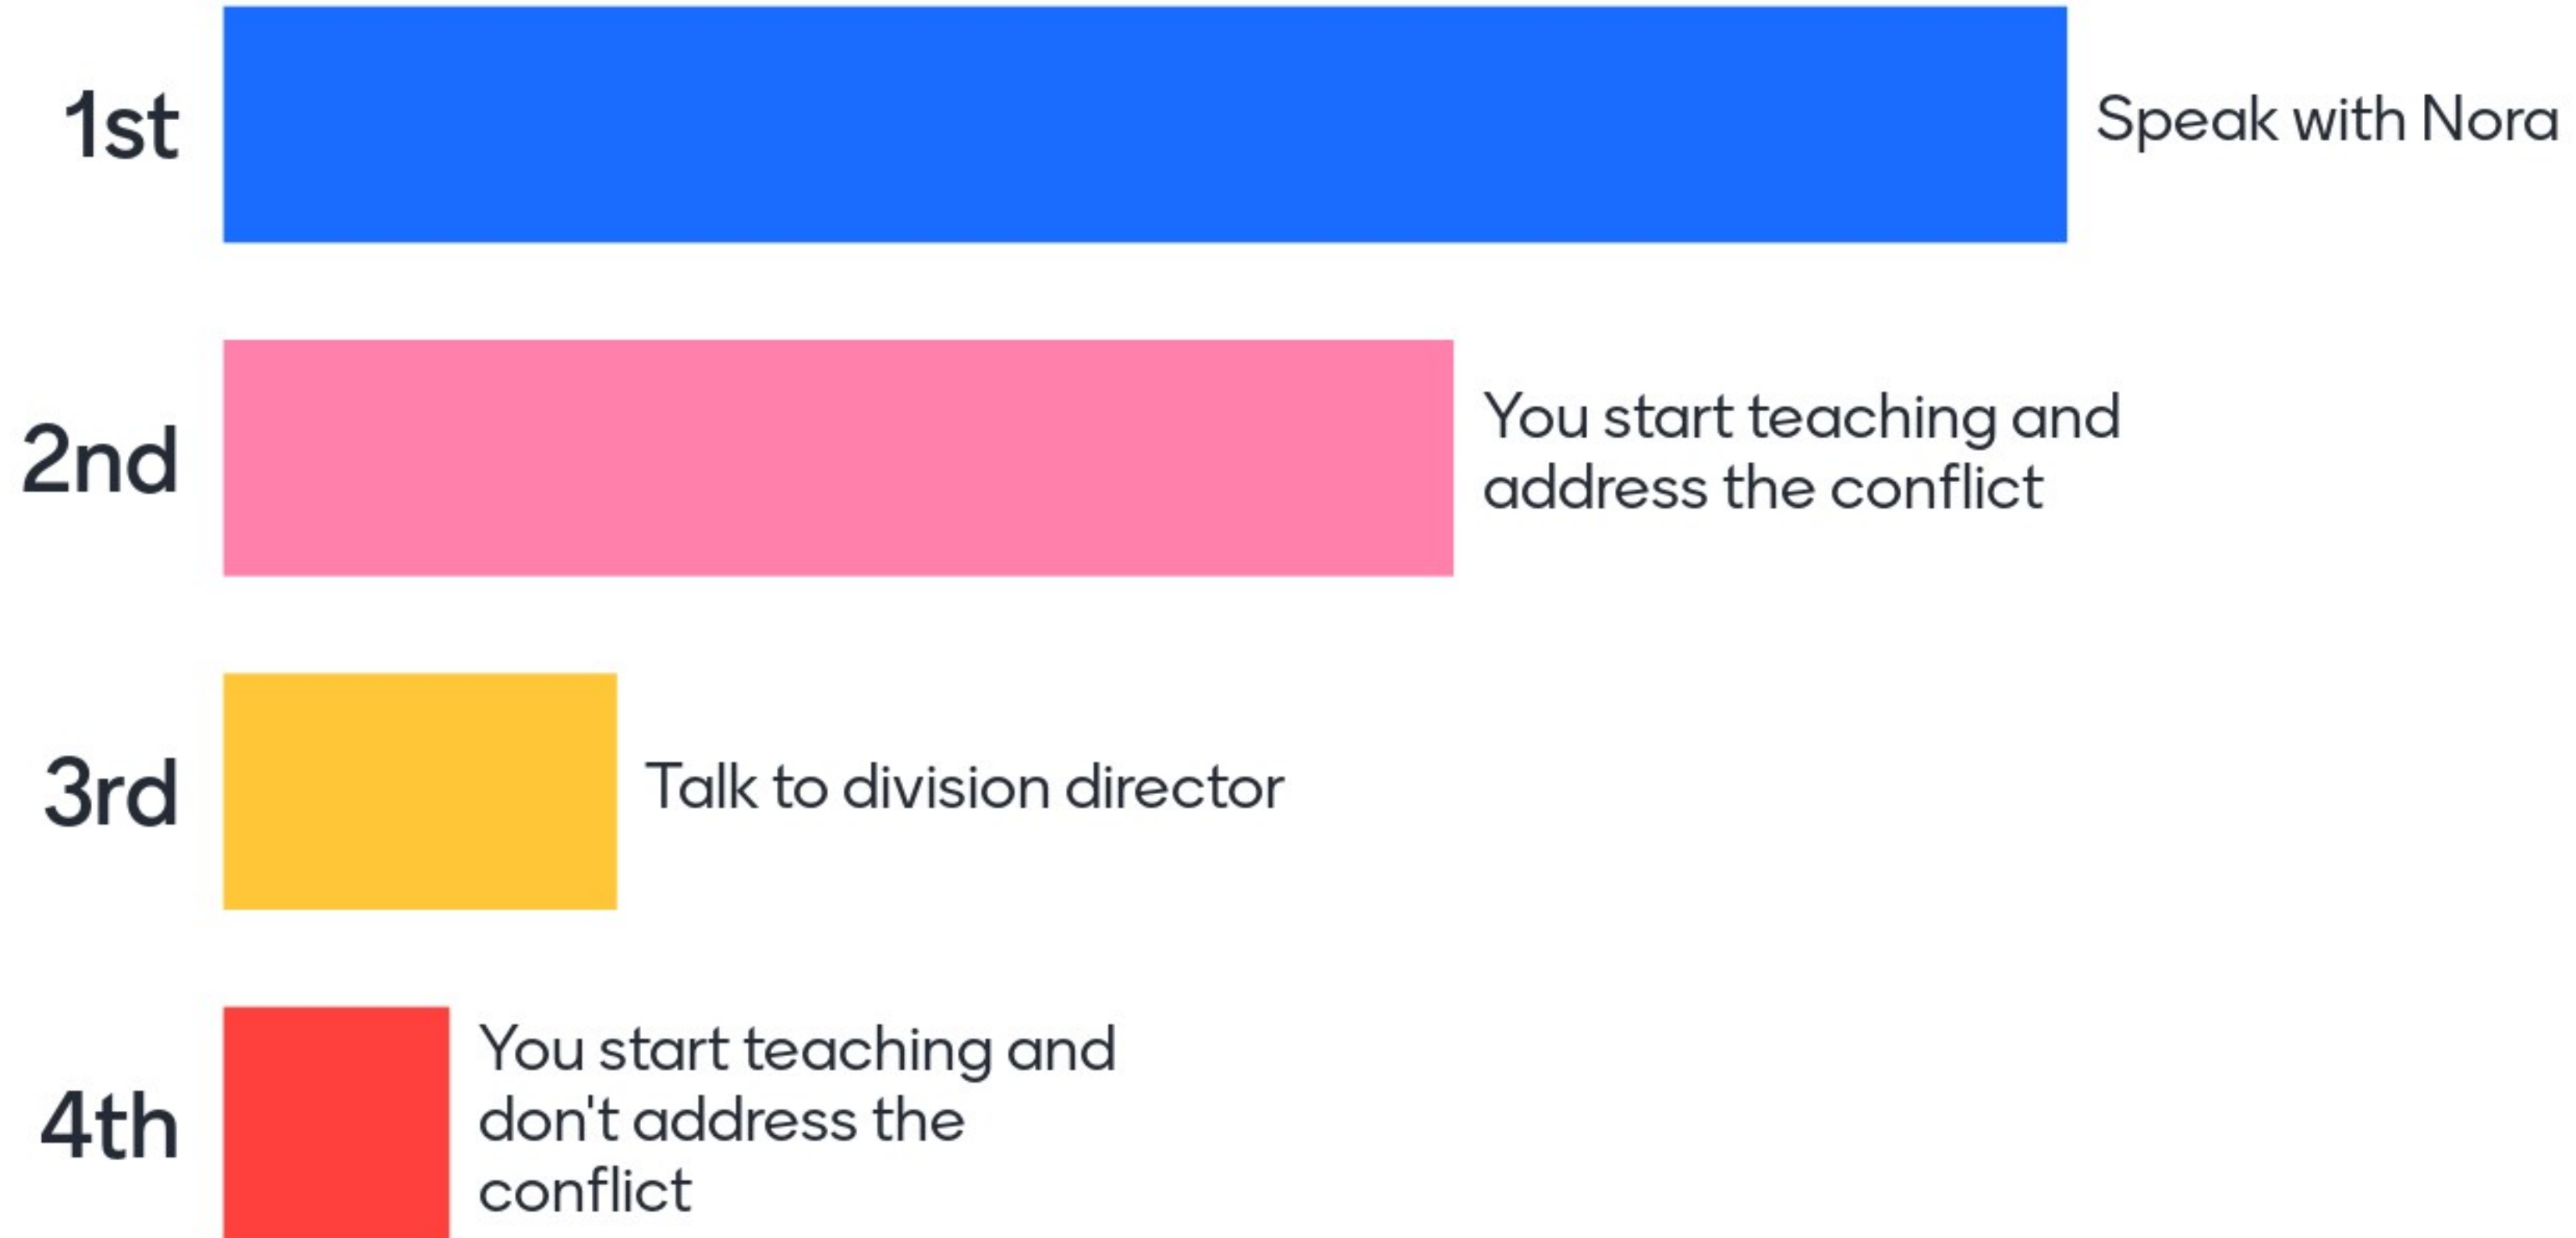 1st
Speak with Nora
2nd
You start teaching and
address the conflict
3rd
Talk to division director
4th
You start teaching and
don't address the
conflict